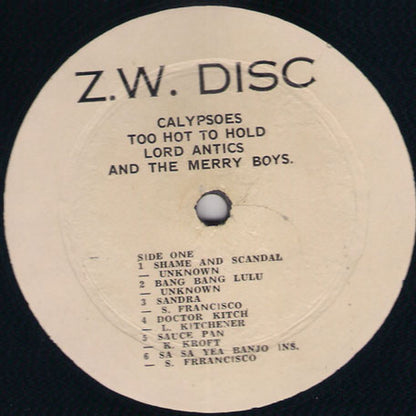 Z.W. DISC
CALYPSOES
TOO HOT TO HOLD
LORD ANTICS
AND THE MERRY BOYS.
SIDE ONE
1 SHAME AND SCANDAL
— UNKNOWN
2 BANG BANG LULU
— UNKNOWN
3 SANDRA
— S. FRANCISCO
4 DOCTOR KITCH
— L. KITCHENER
5 SAUCE PAN
— K. KROFT
6 SA SA YEA BANJO INS.
— S. FRRANCISCO